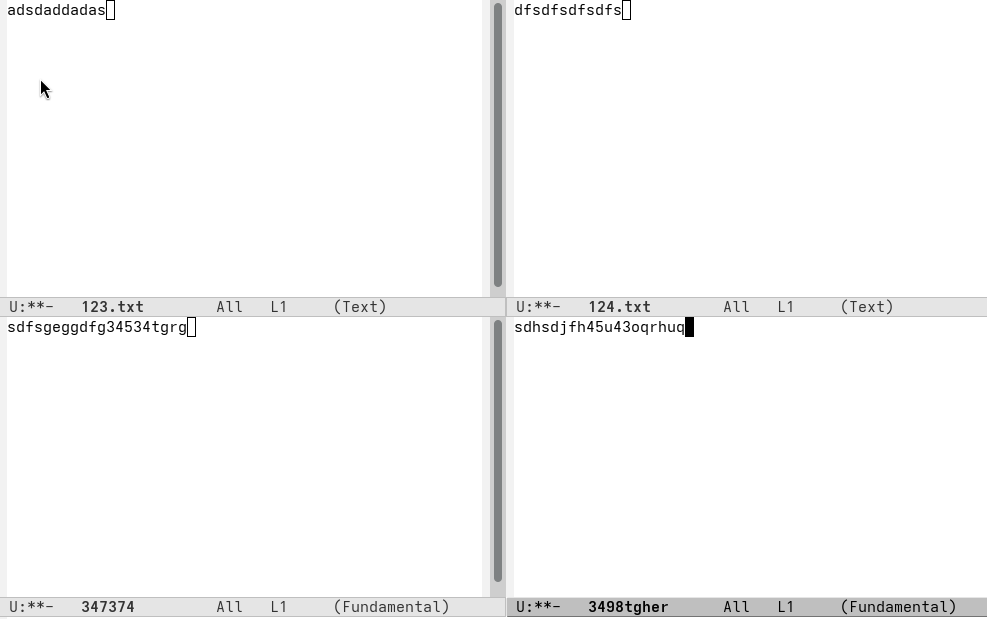 adsdaddadas
dfsdfsdfsdfs
U:**-   123.txt        All   L1     (Text)
U:**-   124.txt        All   L1     (Text)
sdfsgeggdfg34534tgrg
sdhsdjfh45u43oqrhuq
U:**-   347374         All   L1     (Fundamental)
U:**-   3498tgher      All   L1     (Fundamental)